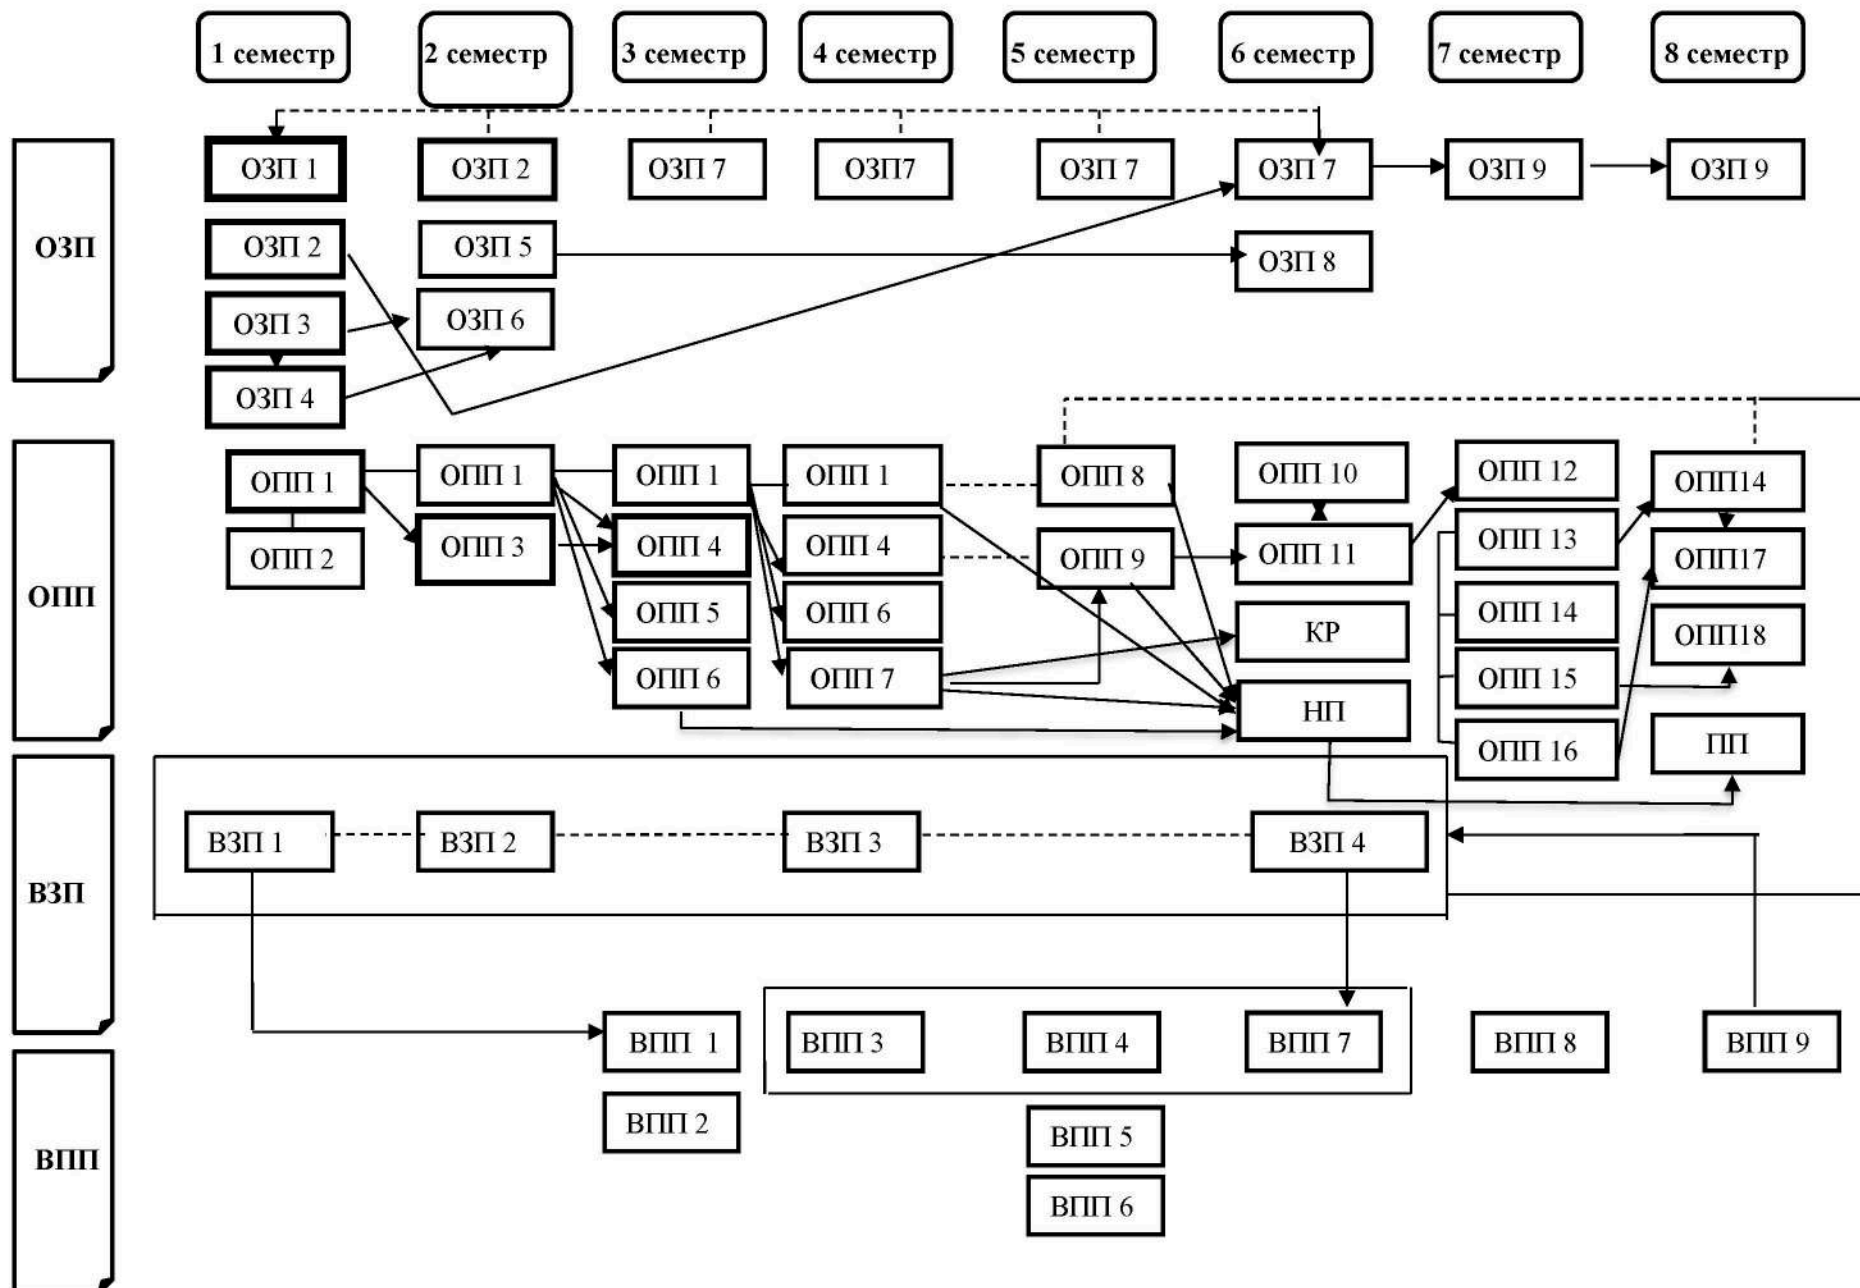 1 семестр
2 семестр
3 семестр
4 семестр
5 семестр
6 семестр
7 семестр
8 семестр
ОЗП
ОЗП 1
ОЗП 2
ОЗП 7
ОЗП7
ОЗП 7
ОЗП 7
ОЗП 9
ОЗП 9
ОЗП 2
ОЗП 5
ОЗП 8
ОЗП 3
ОЗП 6
ОЗП 4
ОПП
ОПП 1
ОПП 1
ОПП 1
ОПП 1
ОПП 8
ОПП 10
ОПП 12
ОПП14
ОПП 2
ОПП 3
ОПП 4
ОПП 4
ОПП 9
ОПП 11
ОПП 13
ОПП17
ОПП 5
ОПП 6
КР
ОПП 14
ОПП18
ОПП 6
ОПП 7
НП
ОПП 15
ОПП 16
ПП
ВЗП
ВЗП 1
ВЗП 2
ВЗП 3
ВЗП 4
ВПП
ВПП 1
ВПП 3
ВПП 4
ВПП 7
ВПП 8
ВПП 9
ВПП 2
ВПП 5
ВПП 6